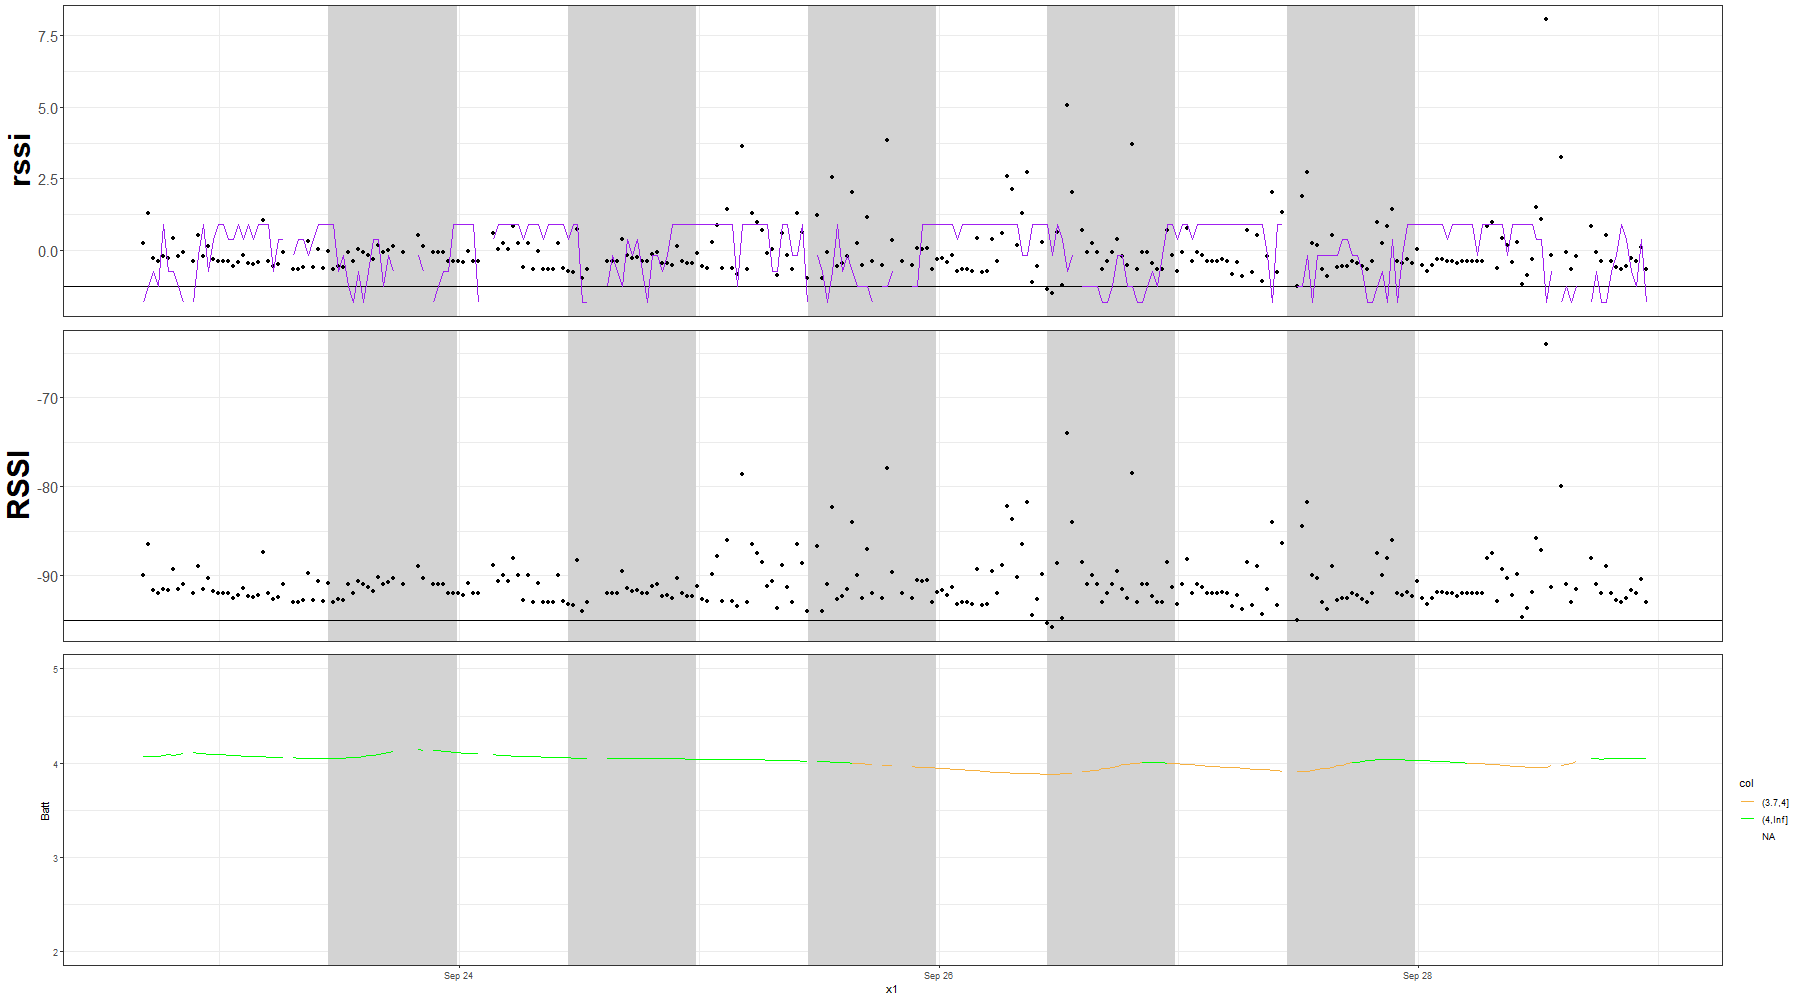 rssi
7.5
5.0
2.5
0.0
RSSI
-70
-80
-90
Batt
5
4
3
2
Sep 24
Sep 26
Sep 28
x1
col
(3.7,4]
(4,Inf]
NA